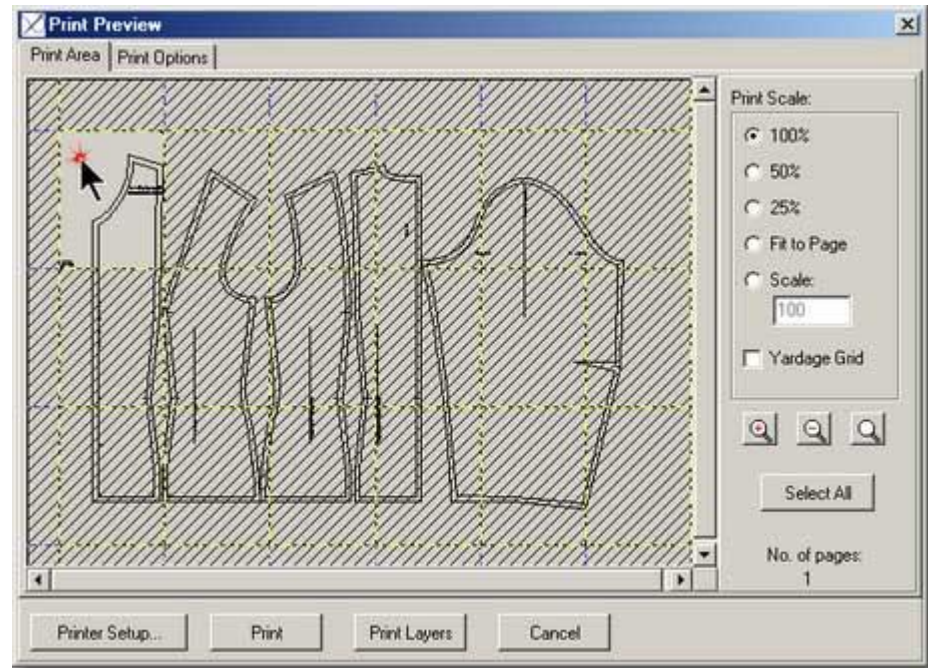 Print Preview
Print Area Print Options
Print Scale:
100%
50%
25%
Fit to Page
Scale:
100
Yardage Grid
Select All
No. of pages:
1
Printer Setup... Print Print Layers Cancel